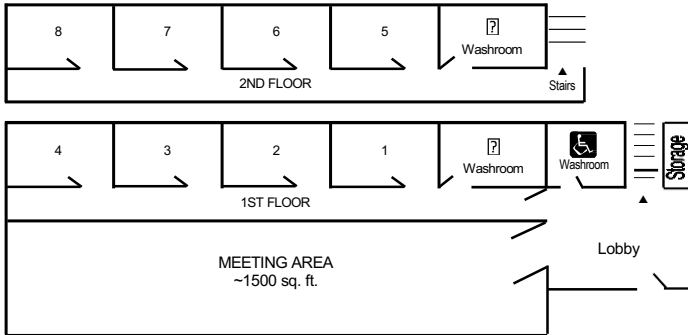 8 7 6 5 ? Washroom
2ND FLOOR
Stairs
4 3 2 1 ? Washroom Washroom Storage
1ST FLOOR
Lobby
MEETING AREA
~1500 sq. ft.